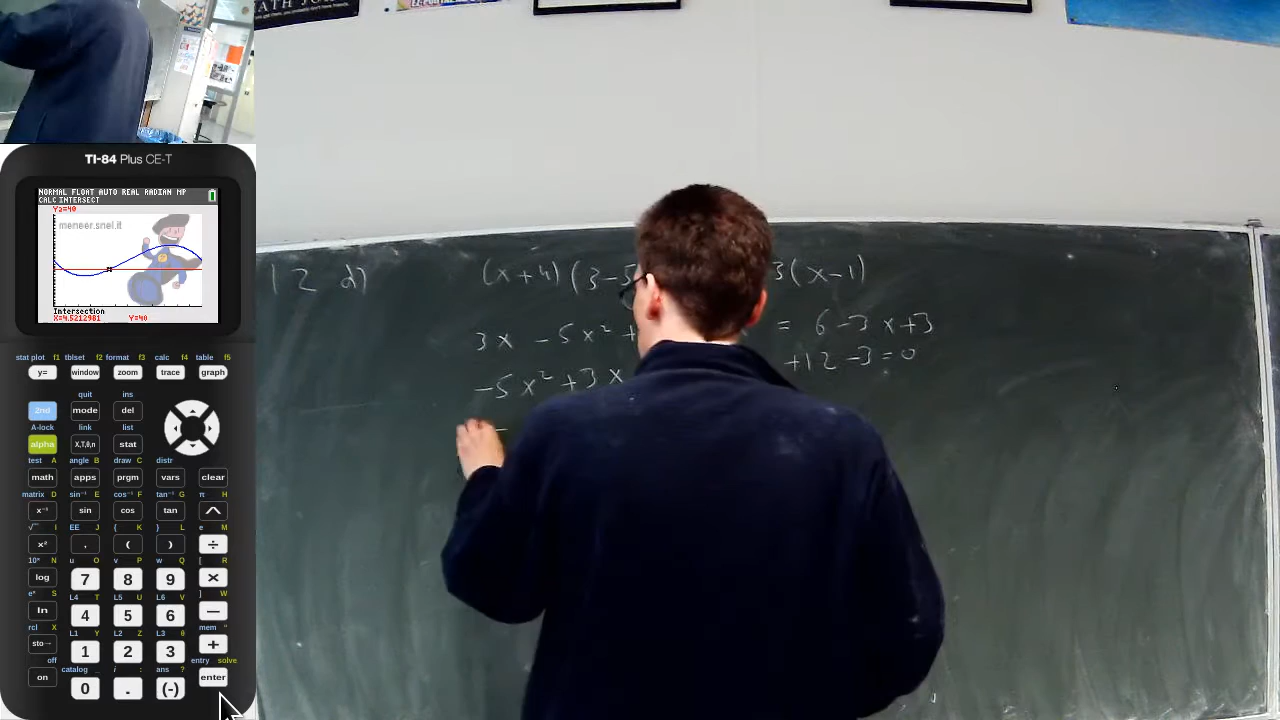 TI-84 Plus CE-T
NORMAL FLOAT AUTO REAL RADIAN MP
CALC INTERSECT
Y2=40
meneer.snel.it
Intersection
X=4.5212981 Y=40
stat plot f1 tblset f2 format f3 calc f4 table f5
y= window zoom trace graph
quit ins
2nd mode del
A-lock link list
alpha X,T,θ,n stat
test A angle B draw C distr
math apps prgm vars clear
matrix D sin⁻¹ E cos⁻¹ F tan⁻¹ G π H
x⁻¹ sin cos tan ^
√ I EE J { K } L e M
x² , ( ) ÷
10ˣ N u O v P w Q [ R
log 7 8 9 ×
eˣ S L4 T L5 U L6 V ] W
ln 4 5 6 −
rcl X L1 Y L2 Z L3 θ mem "
sto→ 1 2 3 +
off catalog i : ans ? entry solve
on 0 . (-) enter
12 d) (x+4)(3-5 3(x-1)
3x -5x² + = 6-3x+3
-5x² +3x +12-3=0
-